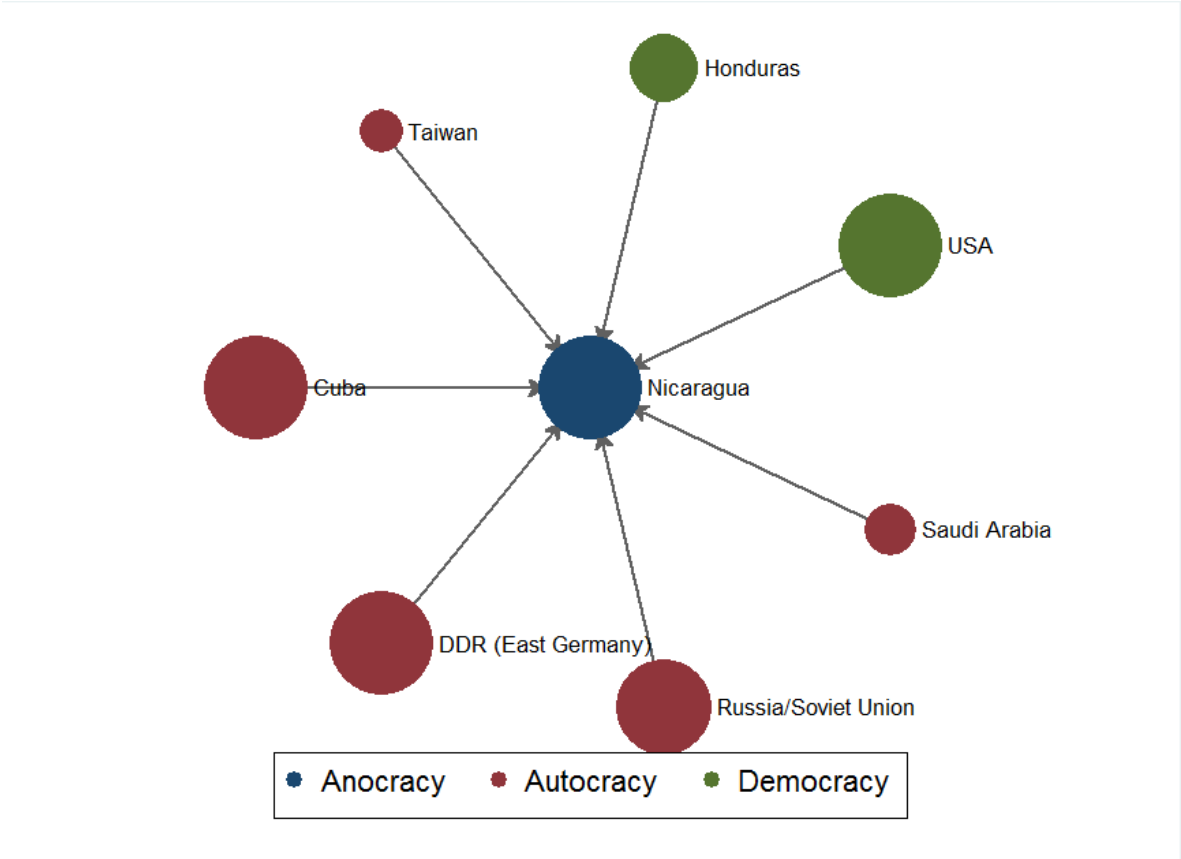 Honduras
Taiwan
USA
Cuba
Nicaragua
Saudi Arabia
DDR (East Germany)
Russia/Soviet Union
Anocracy Autocracy Democracy